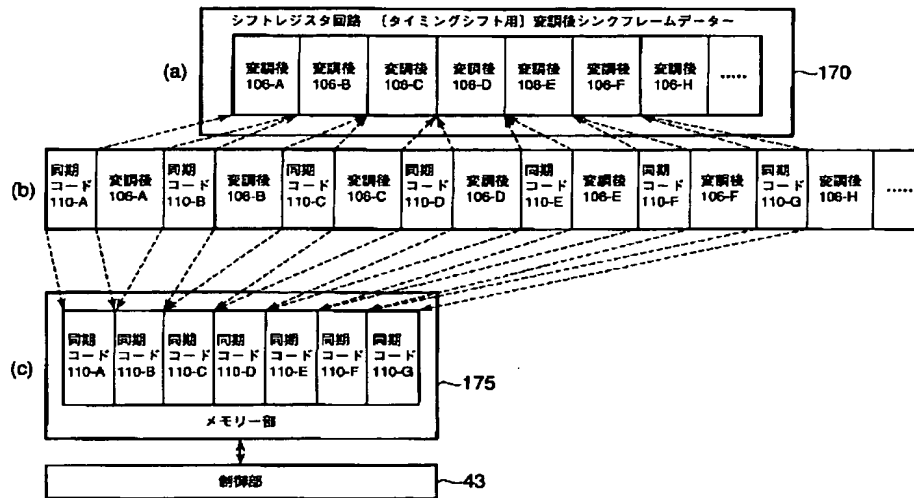 シフトレジスタ回路 〔タイミングシフト用〕変調後シンクフレームデーター
(a)
変調後 変調後 変調後 変調後 変調後 変調後 変調後 .....
106-A 106-B 106-C 106-D 106-E 106-F 106-H
170
(b)
同期 変調後 同期 変調後 同期 変調後 同期 変調後 同期 変調後 同期 変調後 同期 変調後 .....
コード 106-A コード 106-B コード 106-C コード 106-D コード 106-E コード 106-F コード 106-H
110-A 110-B 110-C 110-D 110-E 110-F 110-G
(c)
同期 同期 同期 同期 同期 同期 同期
コード コード コード コード コード コード コード
110-A 110-B 110-C 110-D 110-E 110-F 110-G
175
メモリー部
制御部
43